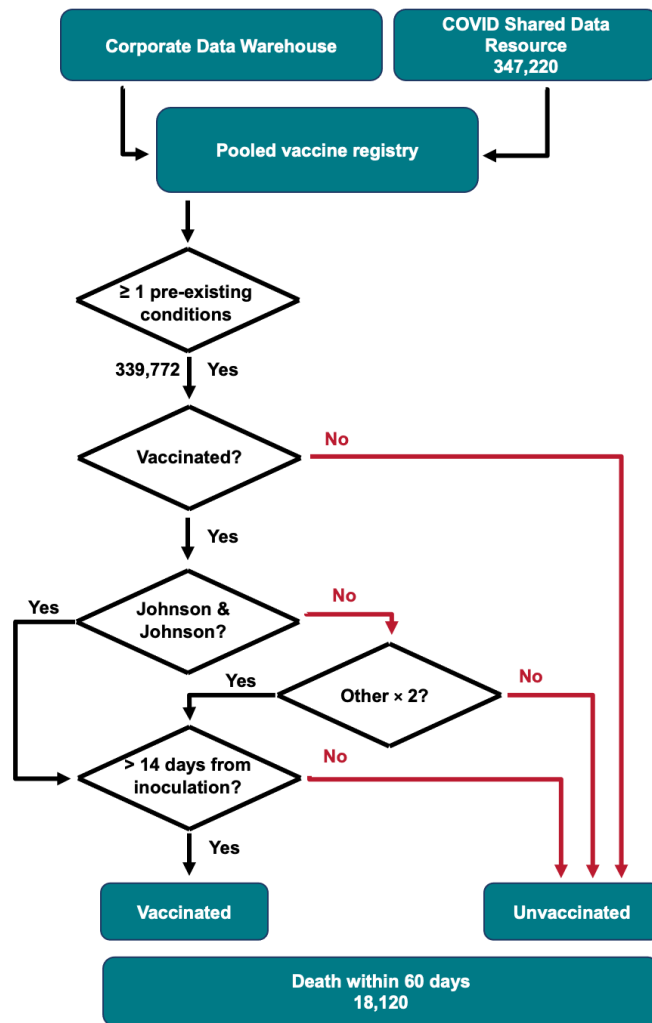 Corporate Data Warehouse
COVID Shared Data
Resource
347,220
Pooled vaccine registry
≥ 1 pre-existing
conditions
339,772 Yes
Vaccinated?
No
Yes
Yes
Johnson &
Johnson?
No
Yes
Other × 2?
No
> 14 days from
inoculation?
No
Yes
Vaccinated
Unvaccinated
Death within 60 days
18,120